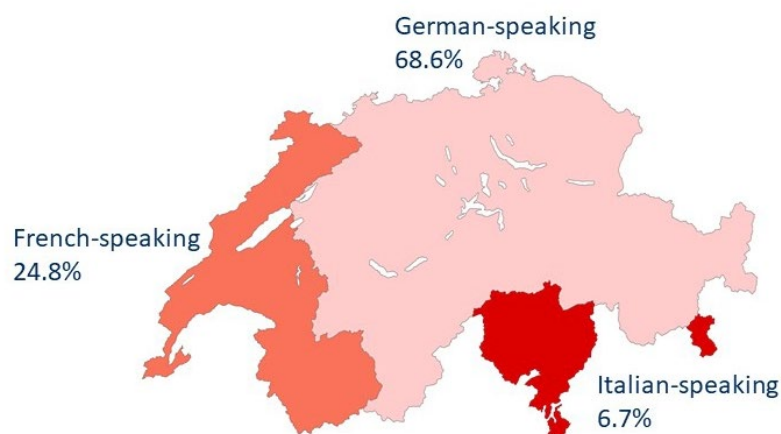 German-speaking
68.6%
French-speaking
24.8%
Italian-speaking
6.7%